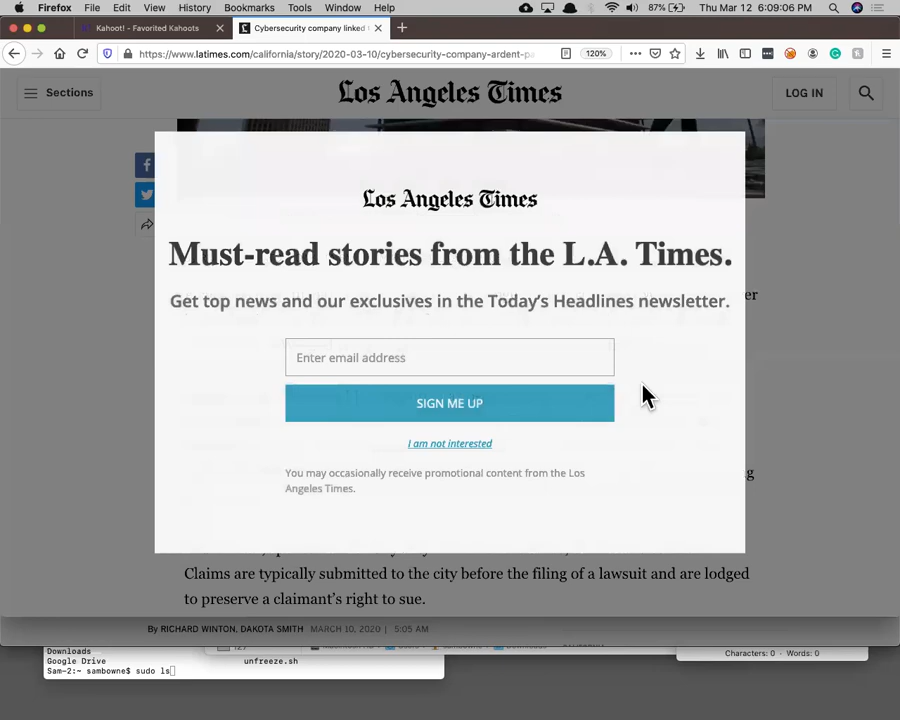 Firefox File Edit View History Bookmarks Tools Window Help 87% Thu Mar 12 6:09:06 PM
Kahoot! - Favorited Kahoots Cybersecurity company linked
https://www.latimes.com/california/story/2020-03-10/cybersecurity-company-ardent-pa 120%
Sections Los Angeles Times LOG IN
Los Angeles Times
Must-read stories from the L.A. Times.
Get top news and our exclusives in the Today's Headlines newsletter.
er
Enter email address
SIGN ME UP
I am not interested
You may occasionally receive promotional content from the Los
Angeles Times.
Claims are typically submitted to the city before the filing of a lawsuit and are lodged
to preserve a claimant's right to sue.
By RICHARD WINTON, DAKOTA SMITH MARCH 10, 2020 | 5:05 AM
Downloads
Google Drive unfreeze.sh
Sam-2:~ sambowne$ sudo ls
Characters: 0 - Words: 0